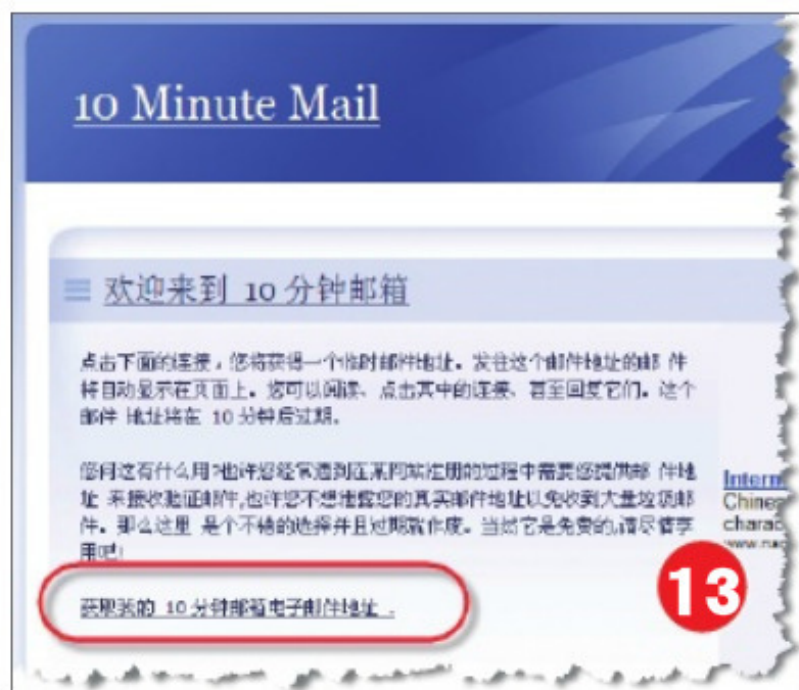 10 Minute Mail
欢迎来到 10 分钟邮箱
点击下面的连接，您将获得一个临时邮件地址。发往这个邮件地址的邮 件
将自动显示在页面上。您可以阅读、点击其中的连接、甚至回复它们。这个
邮件 地址将在 10 分钟后过期。
您问这有什么用?也许您经常遇到在某网站注册的过程中需要您提供邮 件地
址 来接收验证邮件,也许您不想泄露您的真实邮件地址以免收到大量垃圾邮
件。那么这里 是个不错的选择并且过期就作废。当然它是免费的,请尽情享
用吧!
获取我的 10 分钟邮箱电子邮件地址 .
Intern
Chines
charac
13